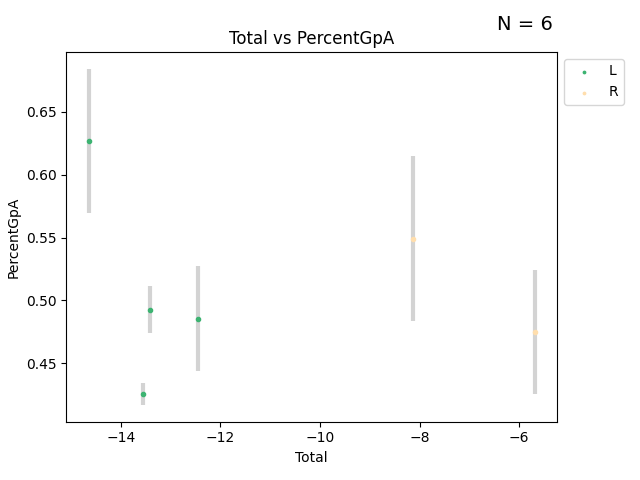 N = 6
Total vs PercentGpA
L
R
0.65
0.60
0.55
0.50
0.45
PercentGpA
−14 −12 −10 −8 −6
Total